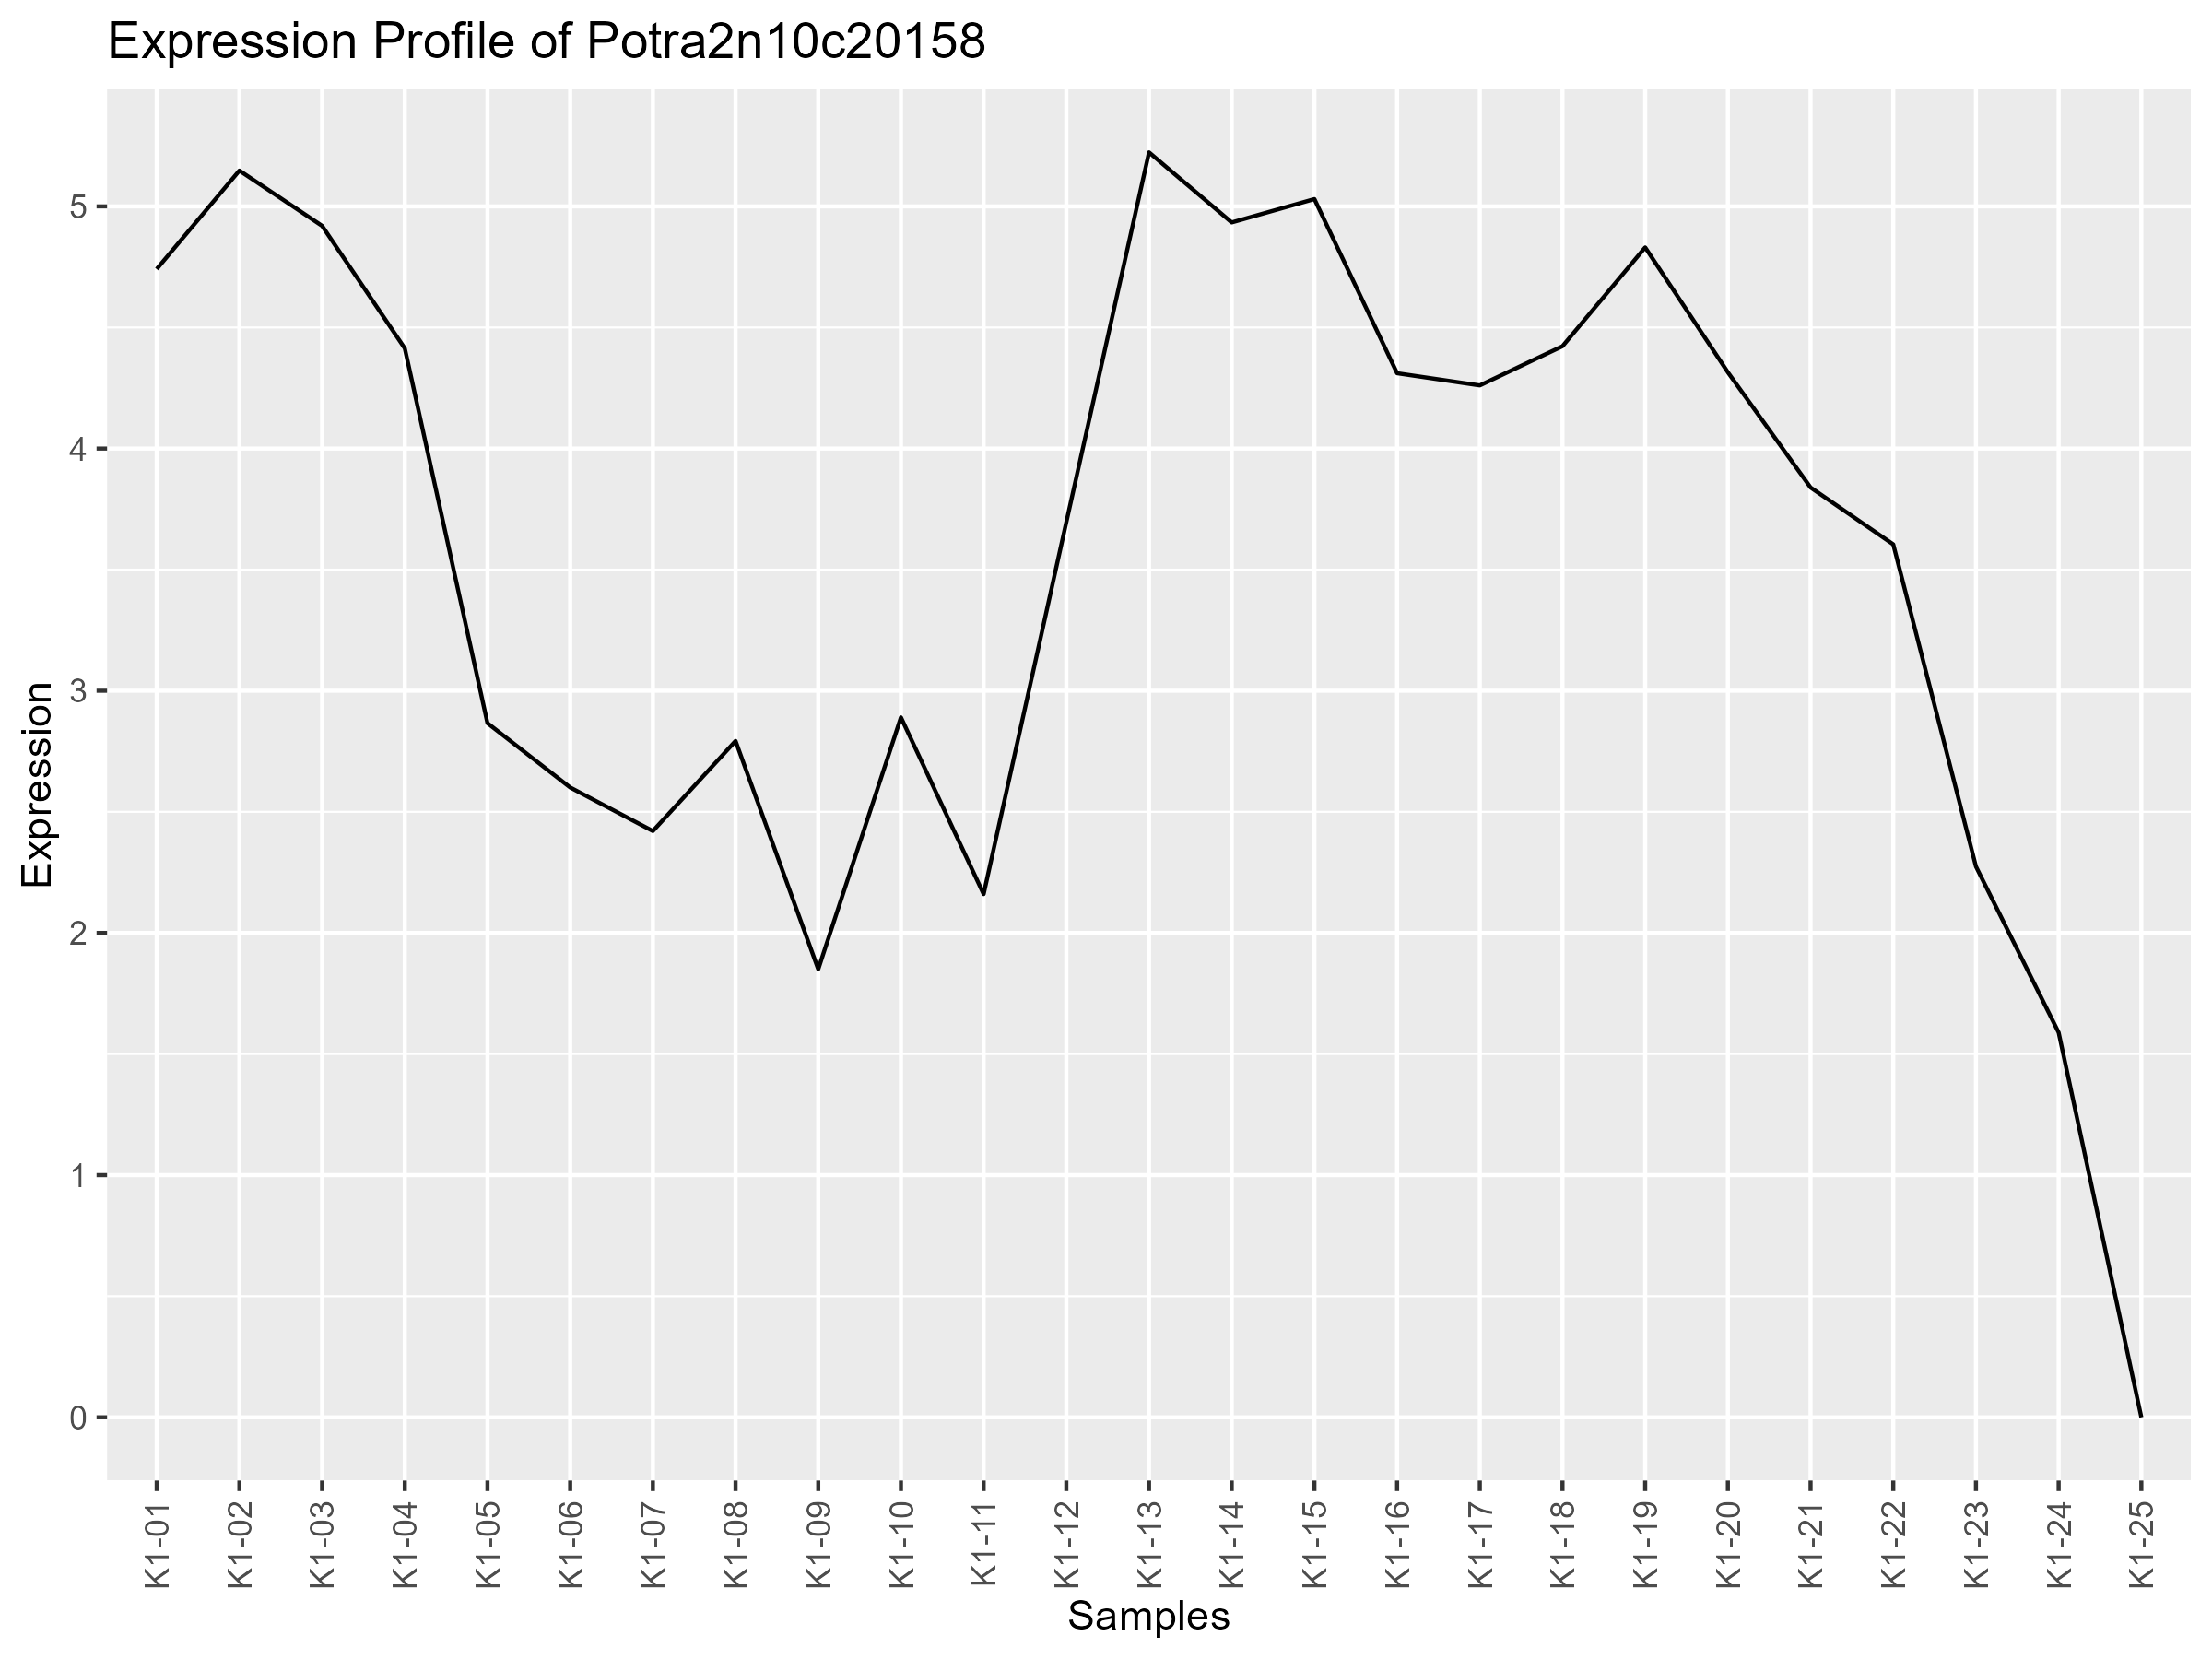 Expression Profile of Potra2n10c20158
Expression
5
4
3
2
1
0
K1-01
K1-02
K1-03
K1-04
K1-05
K1-06
K1-07
K1-08
K1-09
K1-10
K1-11
K1-12
K1-13
K1-14
K1-15
K1-16
K1-17
K1-18
K1-19
K1-20
K1-21
K1-22
K1-23
K1-24
K1-25
Samples